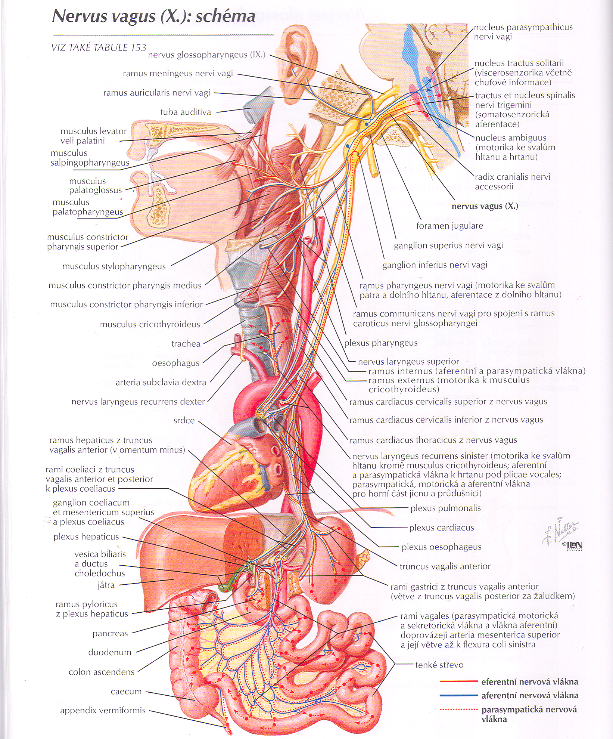 Nervus vagus (X.): schéma
VIZ TAKÉ TABULE 153
nervus glossopharyngeus (IX.)
ramus meningeus nervi vagi
ramus auricularis nervi vagi
tuba auditiva
musculus levator
veli palatini
musculus
salpingopharyngeus
musculus
palatoglossus
musculus
palatopharyngeus
musculus constrictor
pharyngis superior
musculus stylopharyngeus
musculus constrictor pharyngis medius
musculus constrictor pharyngis inferior
musculus cricothyroideus
trachea
oesophagus
arteria subclavia dextra
nervus laryngeus recurrens dexter
srdce
ramus hepaticus z truncus
vagalis anterior (v omentum minus)
rami coeliaci z truncus
vagalis anterior et posterior
k plexus coeliacus
ganglion coeliacum
et mesentericum superius
a plexus coeliacus
plexus hepaticus
vesica biliaris
a ductus
choledochus
játra
ramus pyloricus
z plexus hepaticus
pancreas
duodenum
colon ascendens
caecum
appendix vermiformis
nucleus parasympathicus
nervi vagi
nucleus tractus solitarii
(viscerosenzorika včetně
chuťové informace)
tractus et nucleus spinalis
nervi trigemini
(somatosenzorická
aferentace)
nucleus ambiguus
(motorika ke svalům
hltanu a hrtanu)
radix cranialis nervi
accessorii
nervus vagus (X.)
foramen jugulare
ganglion superius nervi vagi
ganglion inferius nervi vagi
ramus pharyngeus nervi vagi (motorika ke svalům
patra a dolního hltanu, aferentace z dolního hltanu)
ramus communicans nervi vagi pro spojení s ramus
caroticus nervi glossopharyngei
plexus pharyngeus
nervus laryngeus superior
ramus internus (aferentní a parasympatická vlákna)
ramus externus (motorika k musculus
cricothyroideus)
ramus cardiacus cervicalis superior z nervus vagus
ramus cardiacus cervicalis inferior z nervus vagus
ramus cardiacus thoracicus z nervus vagus
nervus laryngeus recurrens sinister (motorika ke svalům
hltanu kromě musculus cricothyroideus; aferentní
a parasympatická vlákna k hrtanu pod plicae vocales;
parasympatická, motorická a aferentní vlákna
pro horní část jícnu a průdušnici)
plexus pulmonalis
plexus cardiacus
plexus oesophageus
truncus vagalis anterior
rami gastrici z truncus vagalis anterior
(větve z truncus vagalis posterior za žaludkem)
rami vagales (parasympatická motorická
a sekretorická vlákna a vlákna aferentní)
doprovázejí arteria mesenterica superior
a její větve až k flexura coli sinistra
tenké střevo
eferentní nervová vlákna
aferentní nervová vlákna
parasympatická nervová
vlákna